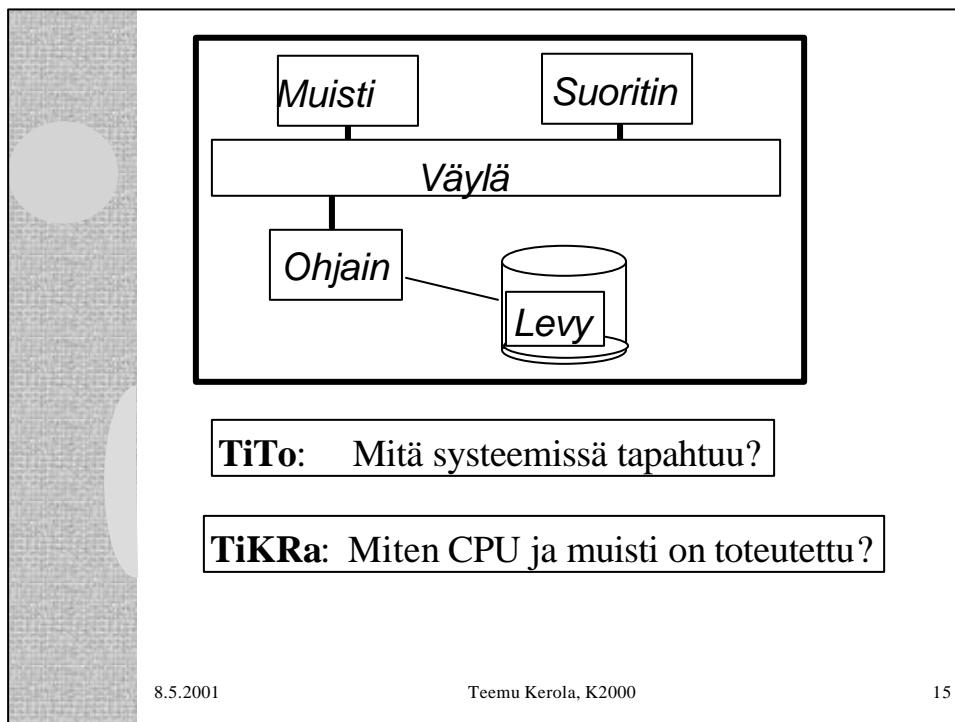 Muisti
Suoritin
Väylä
Ohjain
Levy
TiTo: Mitä systeemissä tapahtuu?
TiKRa: Miten CPU ja muisti on toteutettu?
8.5.2001 Teemu Kerola, K2000 15